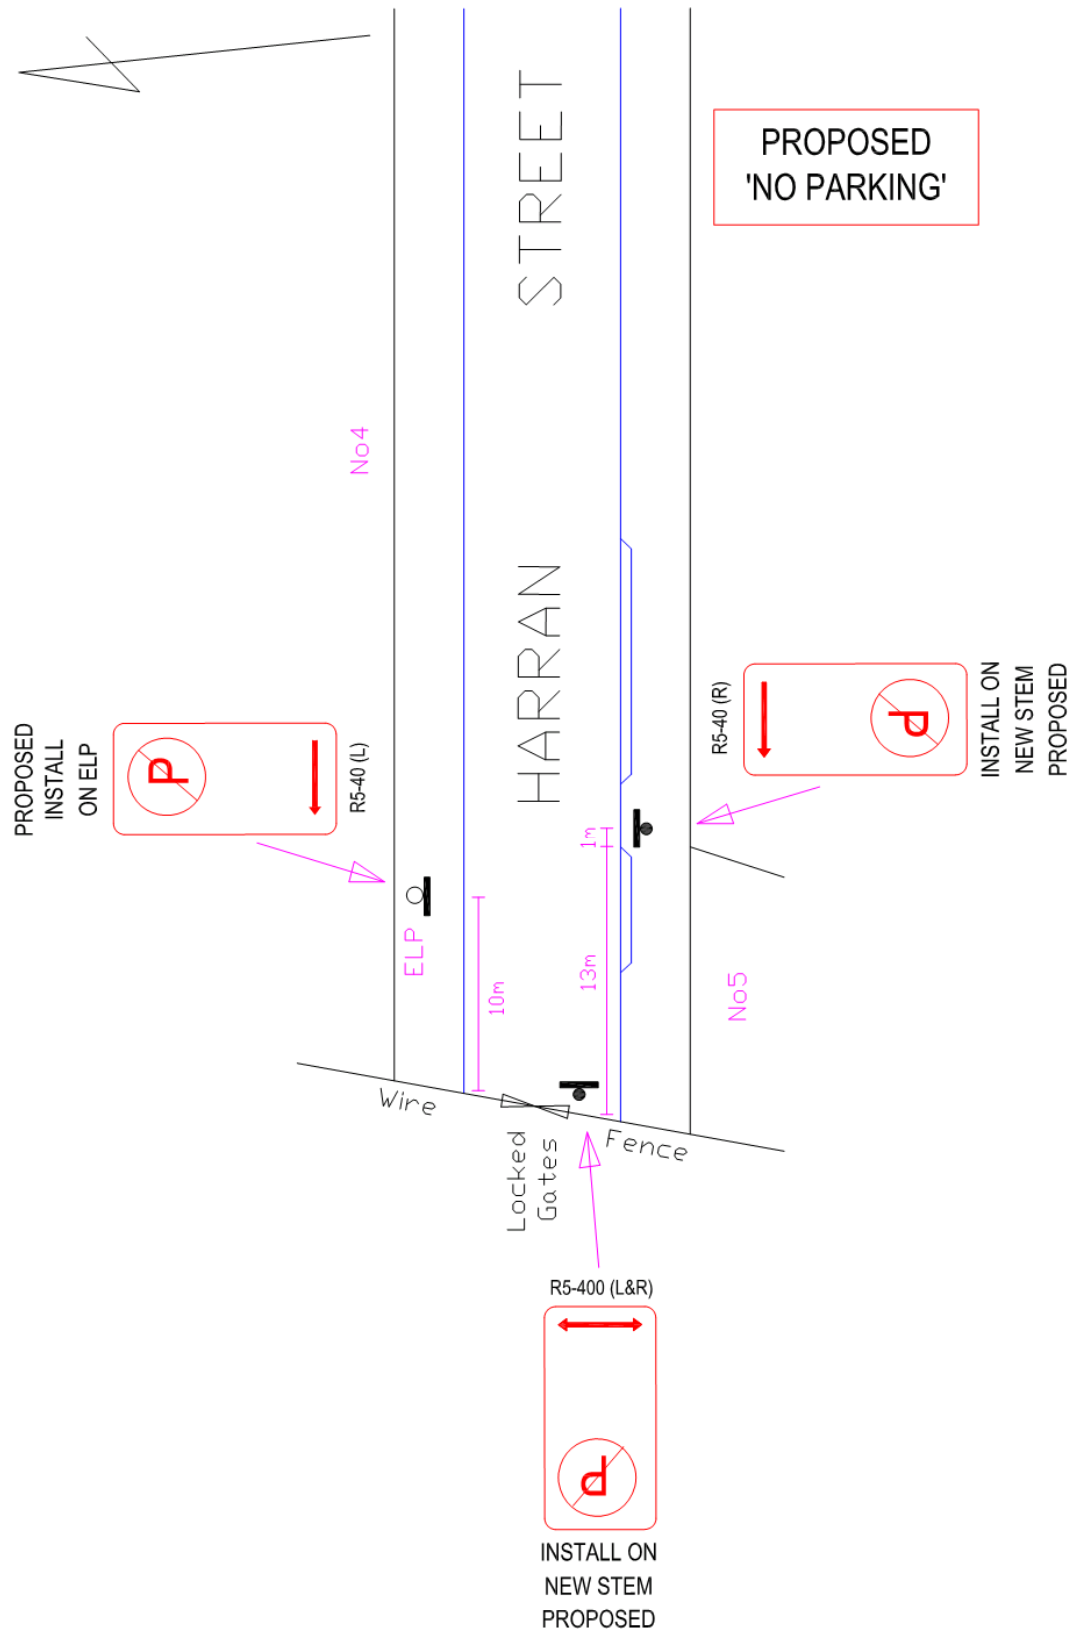 PROPOSED
'NO PARKING'
HARRAN STREET
No4
PROPOSED
INSTALL
ON ELP
P
R5-40 (L)
ELP
10m
R5-40 (R)
P
INSTALL ON
NEW STEM
PROPOSED
1m
13m
No5
Wire Fence
Locked
Gates
R5-400 (L&R)
P
INSTALL ON
NEW STEM
PROPOSED